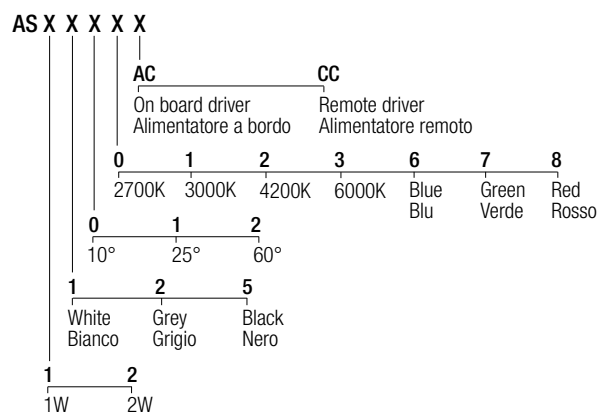 AS X X X X X
AC CC
On board driver Remote driver
Alimentatore a bordo Alimentatore remoto
0 1 2 3 6 7 8
2700K 3000K 4200K 6000K Blue Green Red
Blu Verde Rosso
0 1 2
10° 25° 60°
1 2 5
White Grey Black
Bianco Grigio Nero
1 2
1W 2W